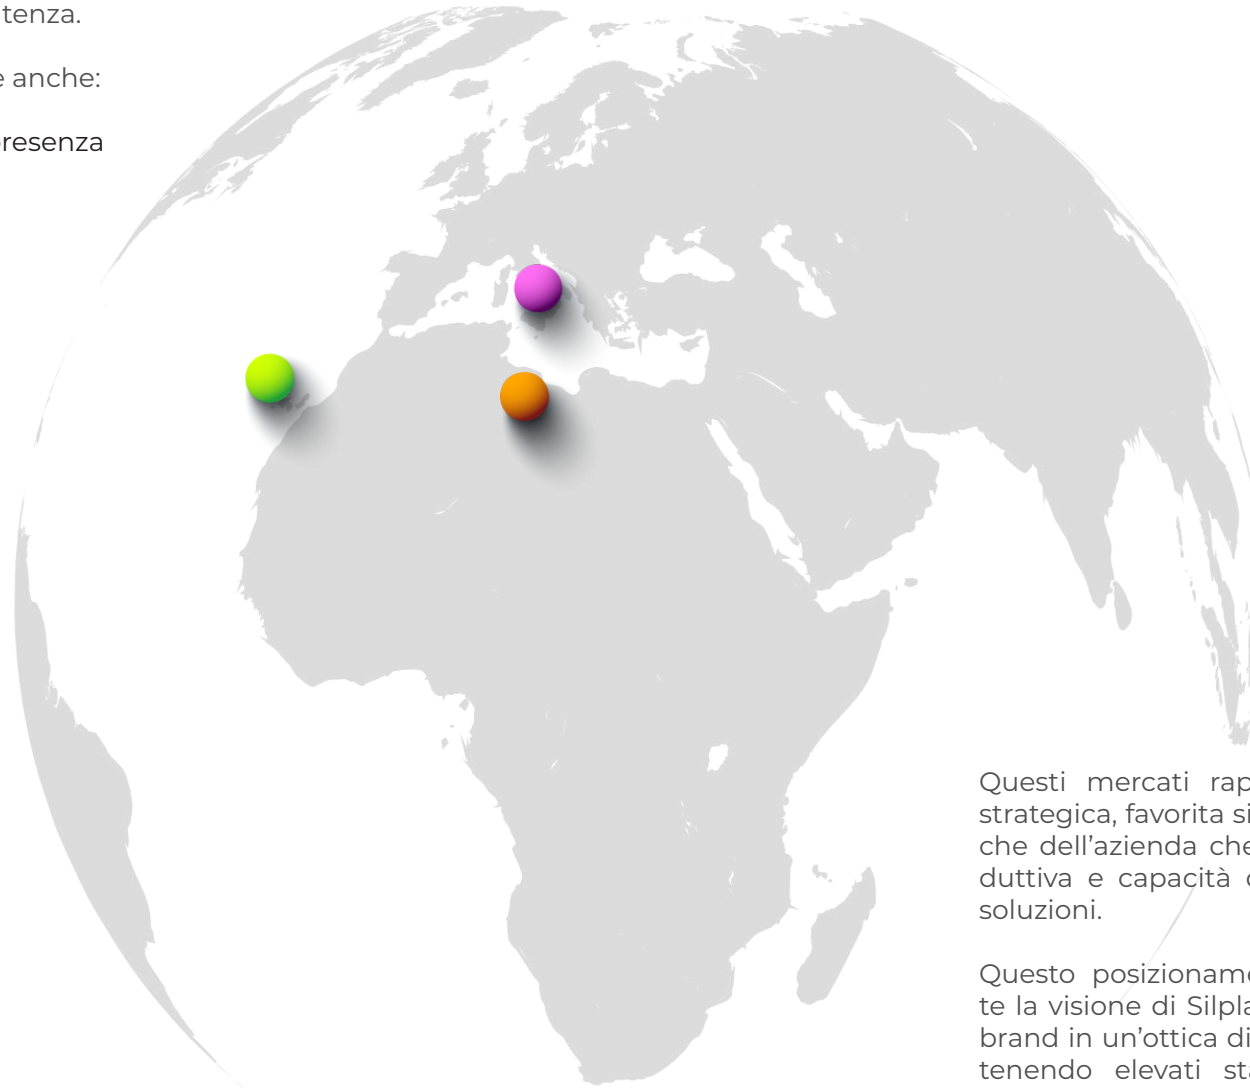 tenza.
e anche:
resenza
Questi mercati rap
strategica, favorita si
che dell'azienda che
duttiva e capacità
soluzioni.
Questo posizioname
te la visione di Silpla
brand in un'ottica di
tenendo elevati sta